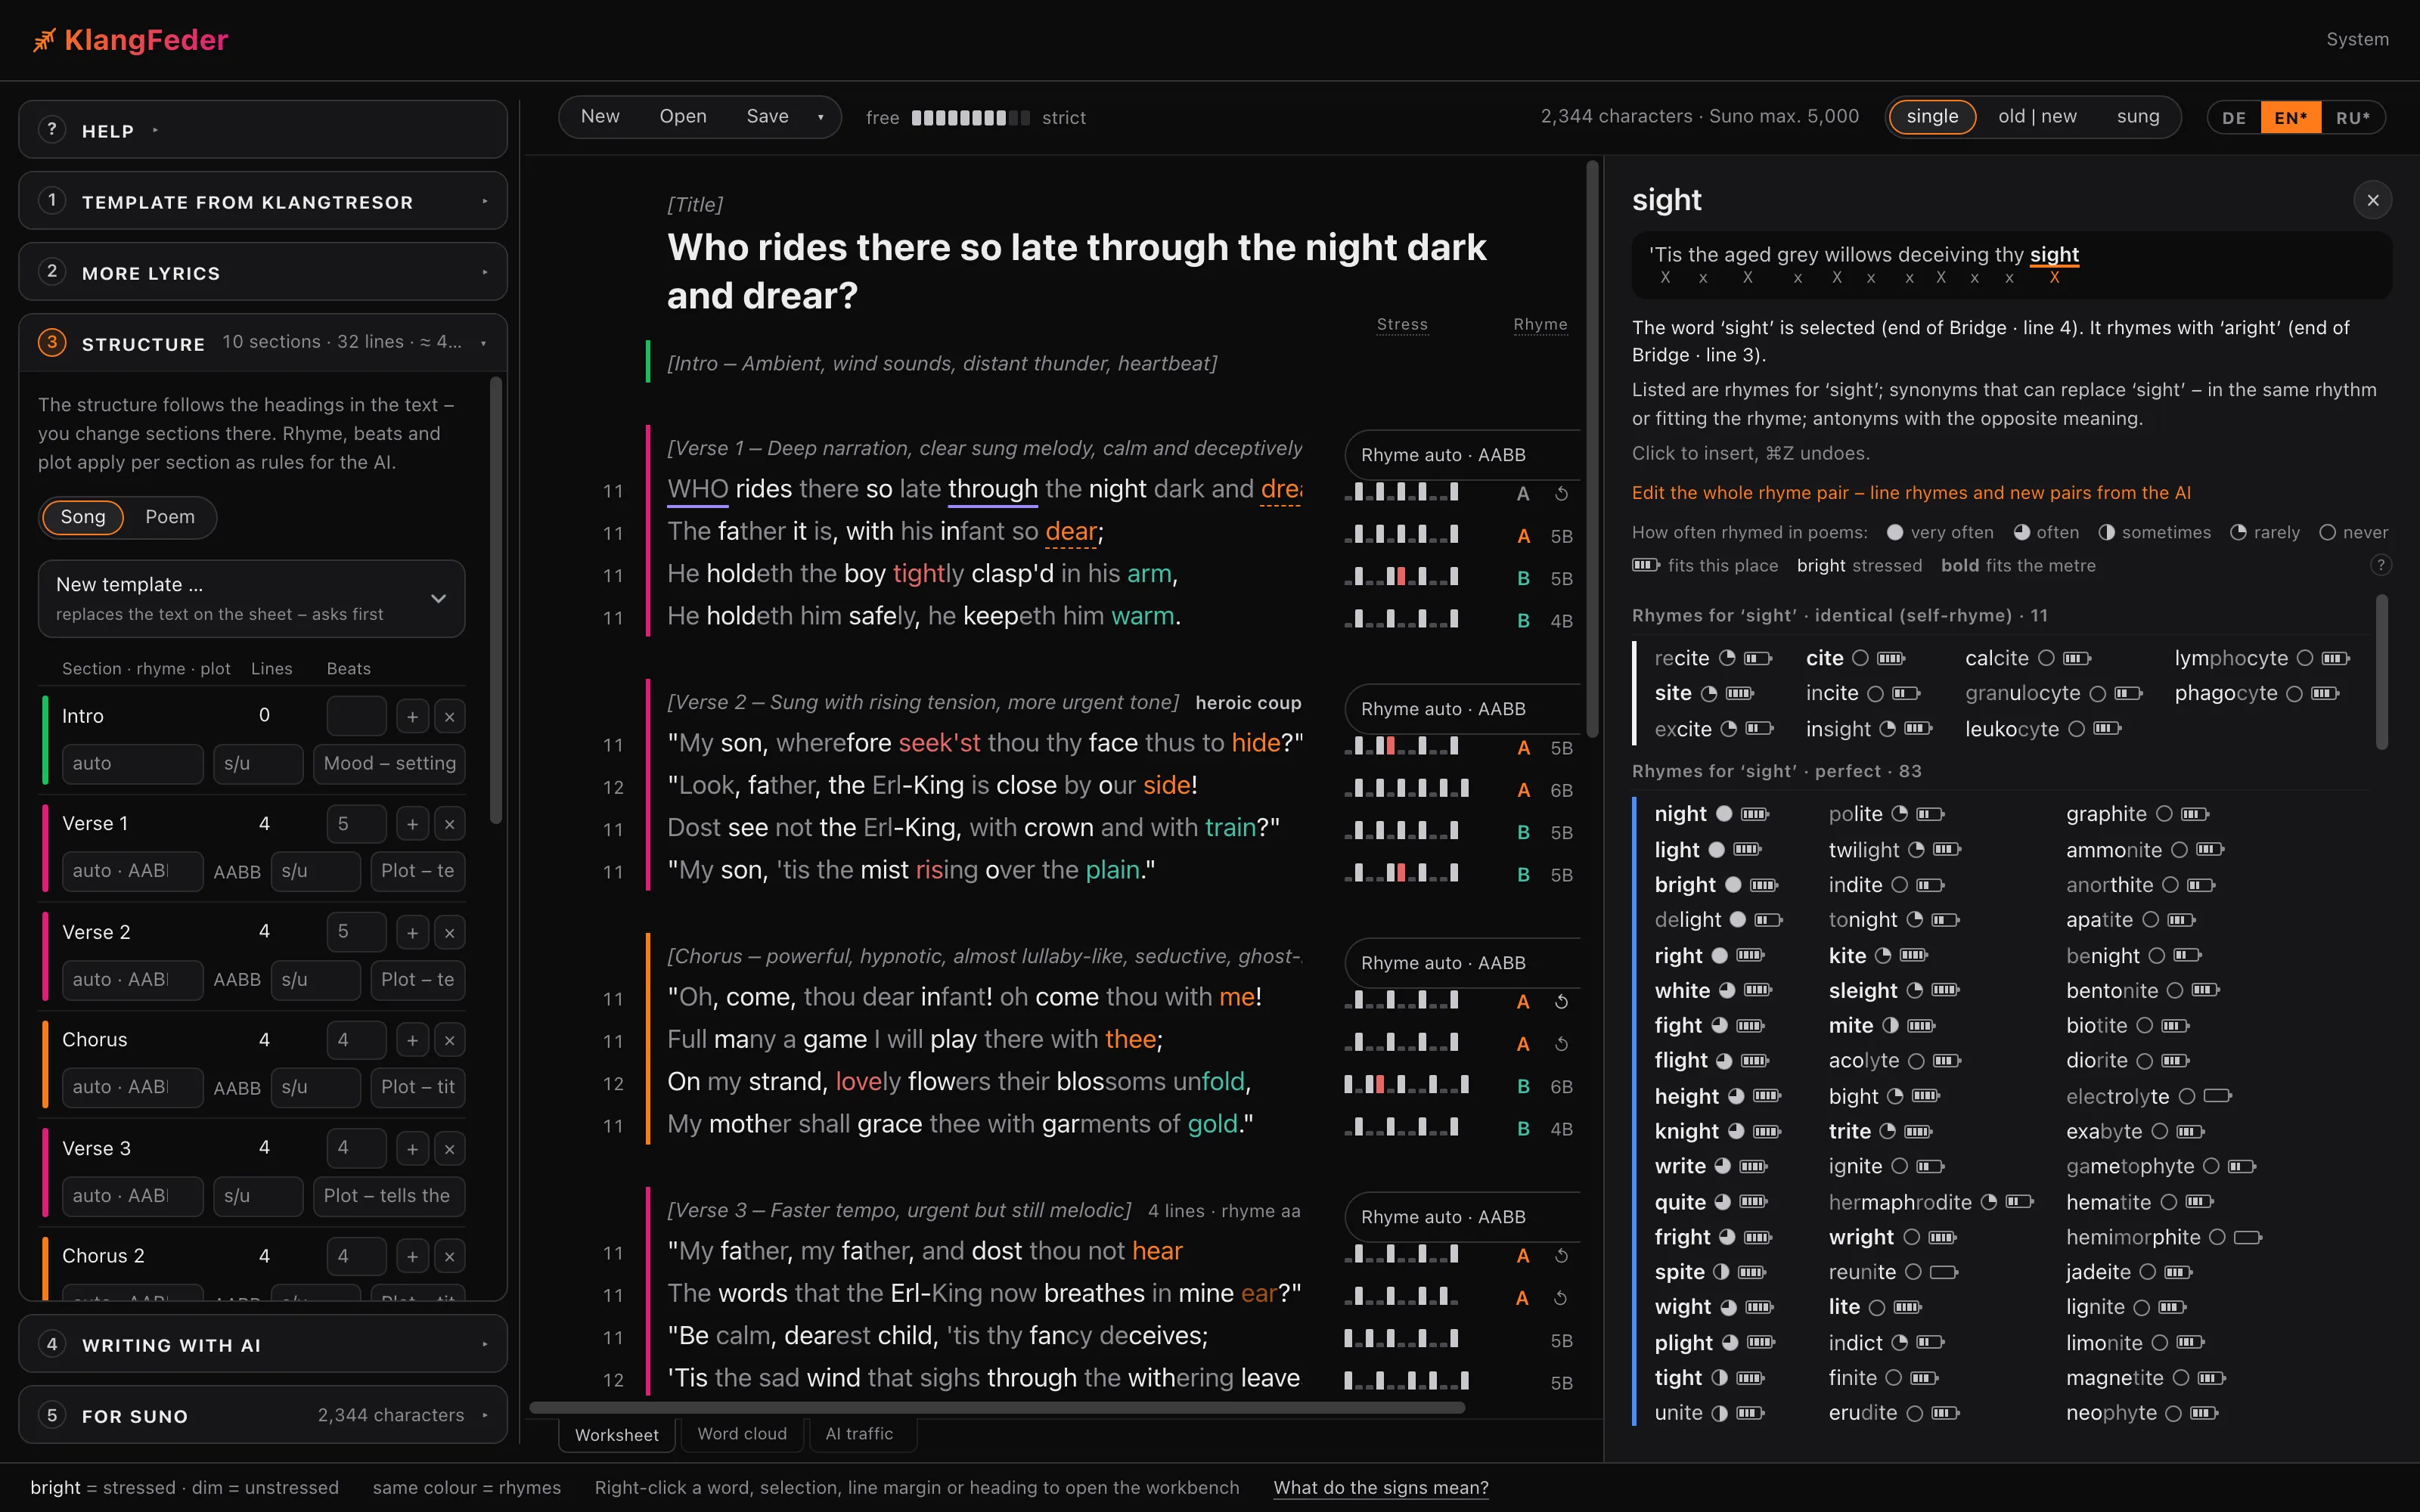 KlangFeder
System
? HELP
1 TEMPLATE FROM KLANGTRESOR
2 MORE LYRICS
3 STRUCTURE 10 sections · 32 lines · ≈ 4...
The structure follows the headings in the text –
you change sections there. Rhyme, beats and
plot apply per section as rules for the AI.
Song Poem
New template ...
replaces the text on the sheet – asks first
Section · rhyme · plot Lines Beats
Intro 0 + ×
auto s/u Mood – setting
Verse 1 4 5 + ×
auto · AABB AABB s/u Plot – te
Verse 2 4 5 + ×
auto · AABB AABB s/u Plot – te
Chorus 4 4 + ×
auto · AABB AABB s/u Plot – tit
Verse 3 4 4 + ×
auto · AABB s/u Plot – tells the
Chorus 2 4 4 + ×
4 WRITING WITH AI
5 FOR SUNO 2,344 characters
New Open Save
free strict
2,344 characters · Suno max. 5,000
single old | new sung
DE EN* RU*
[Title]
Who rides there so late through the night dark
and drear?
Stress Rhyme
[Intro – Ambient, wind sounds, distant thunder, heartbeat]
[Verse 1 – Deep narration, clear sung melody, calm and deceptively Rhyme auto · AABB
11 WHO rides there so late through the night dark and drea A
11 The father it is, with his infant so dear; A 5B
11 He holdeth the boy tightly clasp'd in his arm, B 5B
11 He holdeth him safely, he keepeth him warm. B 4B
[Verse 2 – Sung with rising tension, more urgent tone] heroic coup Rhyme auto · AABB
11 "My son, wherefore seek'st thou thy face thus to hide?" A 5B
12 "Look, father, the Erl-King is close by our side! A 6B
11 Dost see not the Erl-King, with crown and with train?" B 5B
11 "My son, 'tis the mist rising over the plain." B 5B
[Chorus – powerful, hypnotic, almost lullaby-like, seductive, ghost- Rhyme auto · AABB
11 "Oh, come, thou dear infant! oh come thou with me! A
11 Full many a game I will play there with thee; A
12 On my strand, lovely flowers their blossoms unfold, B 6B
11 My mother shall grace thee with garments of gold." B 4B
[Verse 3 – Faster tempo, urgent but still melodic] 4 lines · rhyme aa Rhyme auto · AABB
11 "My father, my father, and dost thou not hear A
11 The words that the Erl-King now breathes in mine ear?" A
11 "Be calm, dearest child, 'tis thy fancy deceives; 5B
12 'Tis the sad wind that sighs through the withering leave 5B
Worksheet Word cloud AI traffic
sight ×
'Tis the aged grey willows deceiving thy sight
X x X x X x x X x x X
The word ‘sight’ is selected (end of Bridge · line 4). It rhymes with ‘aright’ (end of
Bridge · line 3).
Listed are rhymes for ‘sight’; synonyms that can replace ‘sight’ – in the same rhythm
or fitting the rhyme; antonyms with the opposite meaning.
Click to insert, ⌘Z undoes.
Edit the whole rhyme pair – line rhymes and new pairs from the AI
How often rhymed in poems: very often often sometimes rarely never
fits this place bright stressed bold fits the metre ?
Rhymes for ‘sight’ · identical (self-rhyme) · 11
recite cite calcite lymphocyte
site incite granulocyte phagocyte
excite insight leukocyte
Rhymes for ‘sight’ · perfect · 83
night polite graphite
light twilight ammonite
bright indite anorthite
delight tonight apatite
right kite benight
white sleight bentonite
fight mite biotite
flight acolyte diorite
height bight electrolyte
knight trite exabyte
write ignite gametophyte
quite hermaphrodite hematite
fright wright hemimorphite
spite reunite jadeite
wight lite lignite
plight indict limonite
tight finite magnetite
unite erudite neophyte
bright = stressed · dim = unstressed same colour = rhymes Right-click a word, selection, line margin or heading to open the workbench What do the signs mean?